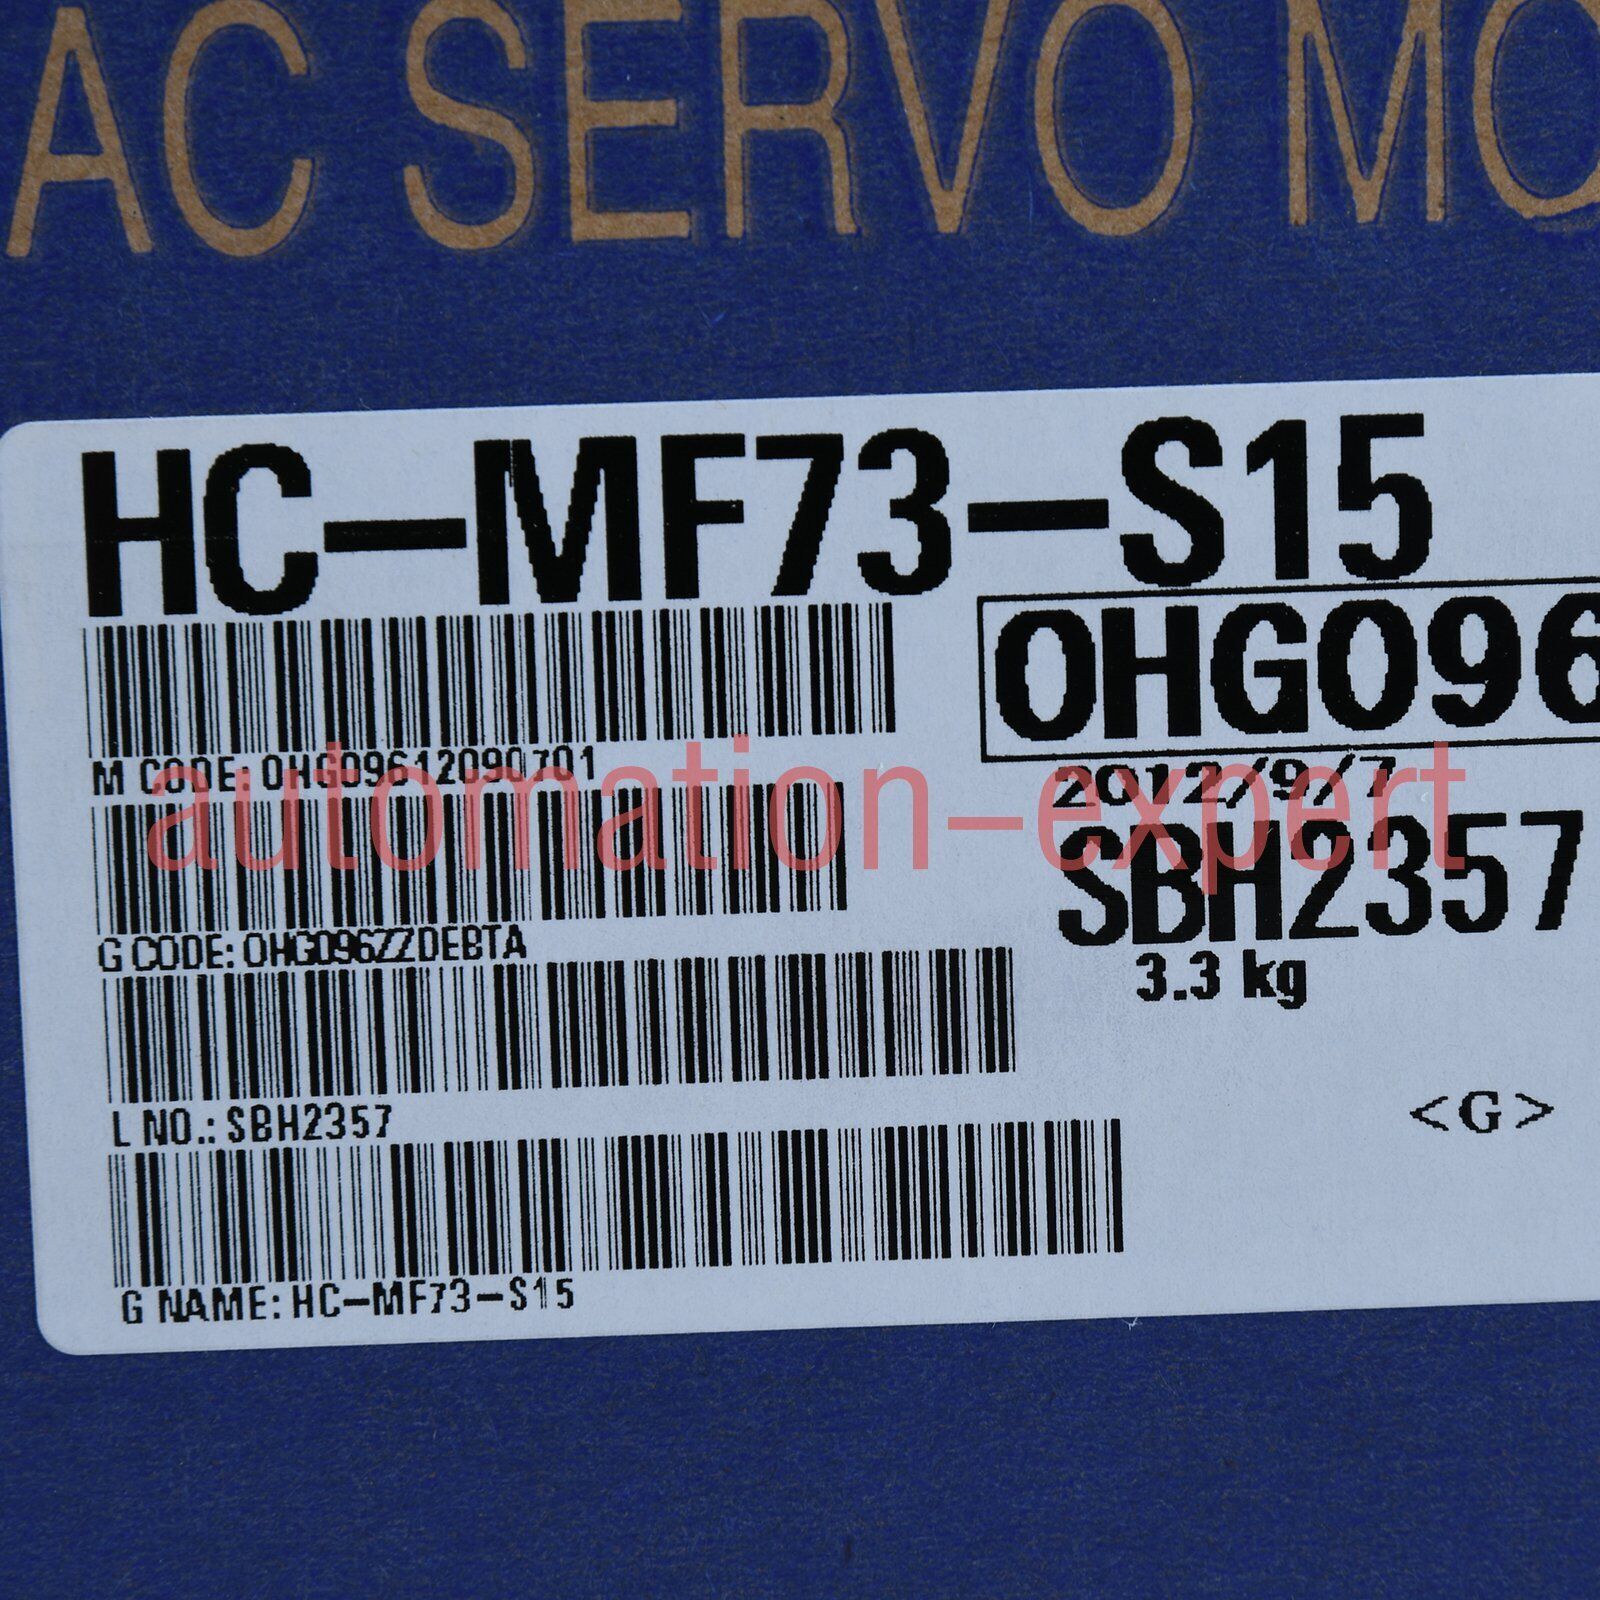 AC SERVO MO
HC-MF73-S15
0HG096
M CODE: 0HG09612090701
2012/9/7
automation-expert
SBH2357
G CODE: 0HG096ZZDEBTA
3.3 kg
L NO.: SBH2357
<G>
G NAME: HC-MF73-S15